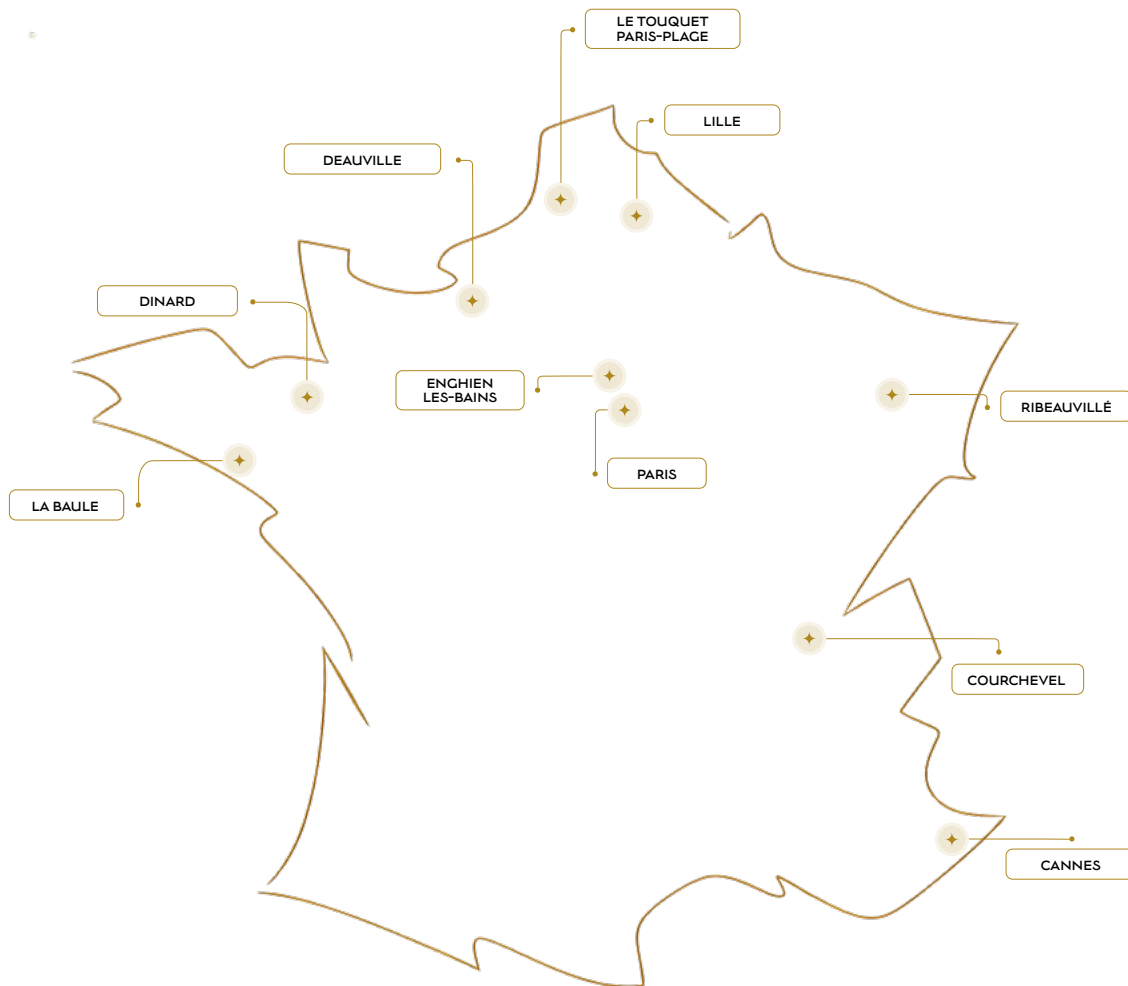 LE TOUQUET
PARIS-PLAGE
LILLE
DEAUVILLE
DINARD
ENGHIEN
LES-BAINS
RIBEAUVILLÉ
PARIS
LA BAULE
COURCHEVEL
CANNES